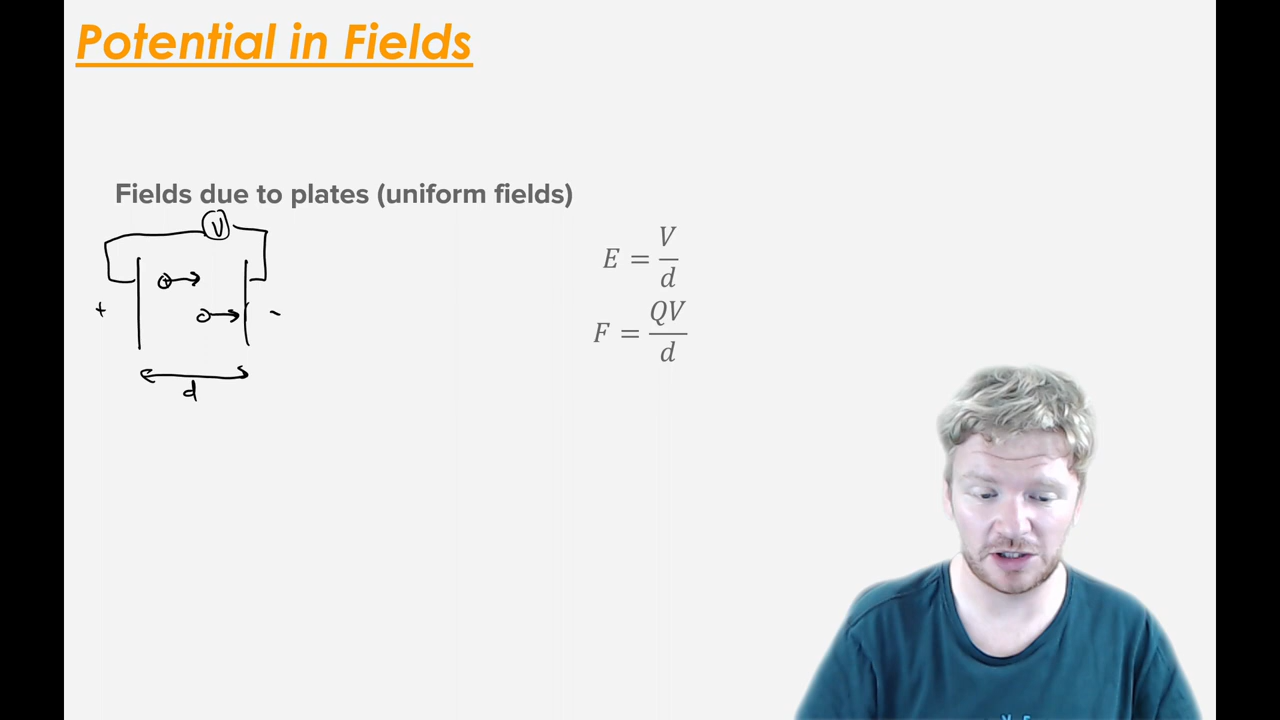 Potential in Fields
Fields due to plates (uniform fields)
V
+
+
-
d
E = V/d
F = QV/d